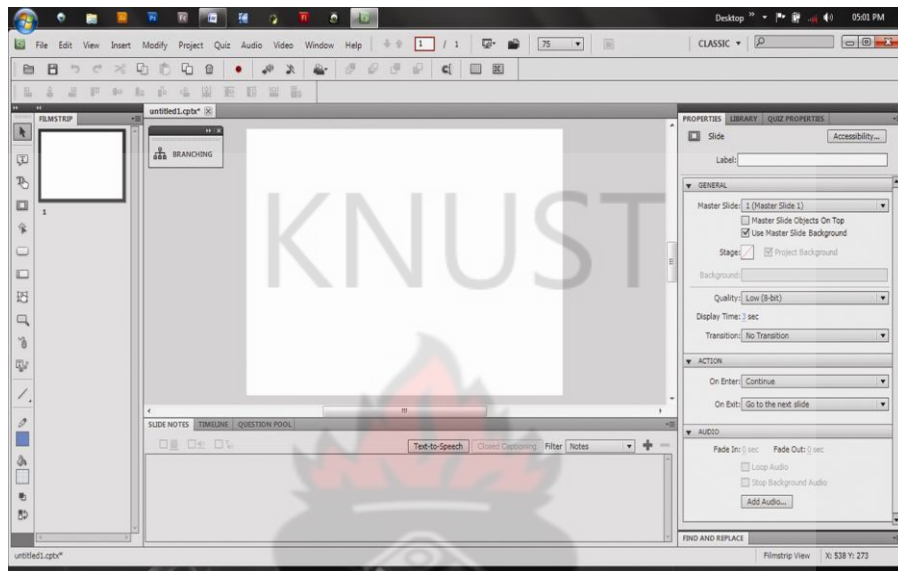 Desktop » 05:01 PM
File Edit View Insert Modify Project Quiz Audio Video Window Help 1 / 1 75 CLASSIC
untitled1.cptx*
FILMSTRIP
BRANCHING
1
KNUST
PROPERTIES LIBRARY QUIZ PROPERTIES
Slide Accessibility...
Label:
GENERAL
Master Slide: 1 (Master Slide 1)
Master Slide Objects On Top
Use Master Slide Background
Stage: Project Background
Background:
Quality: Low (8-bit)
Display Time: 3 sec
Transition: No Transition
ACTION
On Enter: Continue
On Exit: Go to the next slide
AUDIO
Fade In: 0 sec Fade Out: 0 sec
Loop Audio
Stop Background Audio
Add Audio...
SLIDE NOTES TIMELINE QUESTION POOL
Text-to-Speech Closed Captioning Filter Notes
FIND AND REPLACE
untitled1.cptx* Filmstrip View X: 538 Y: 273